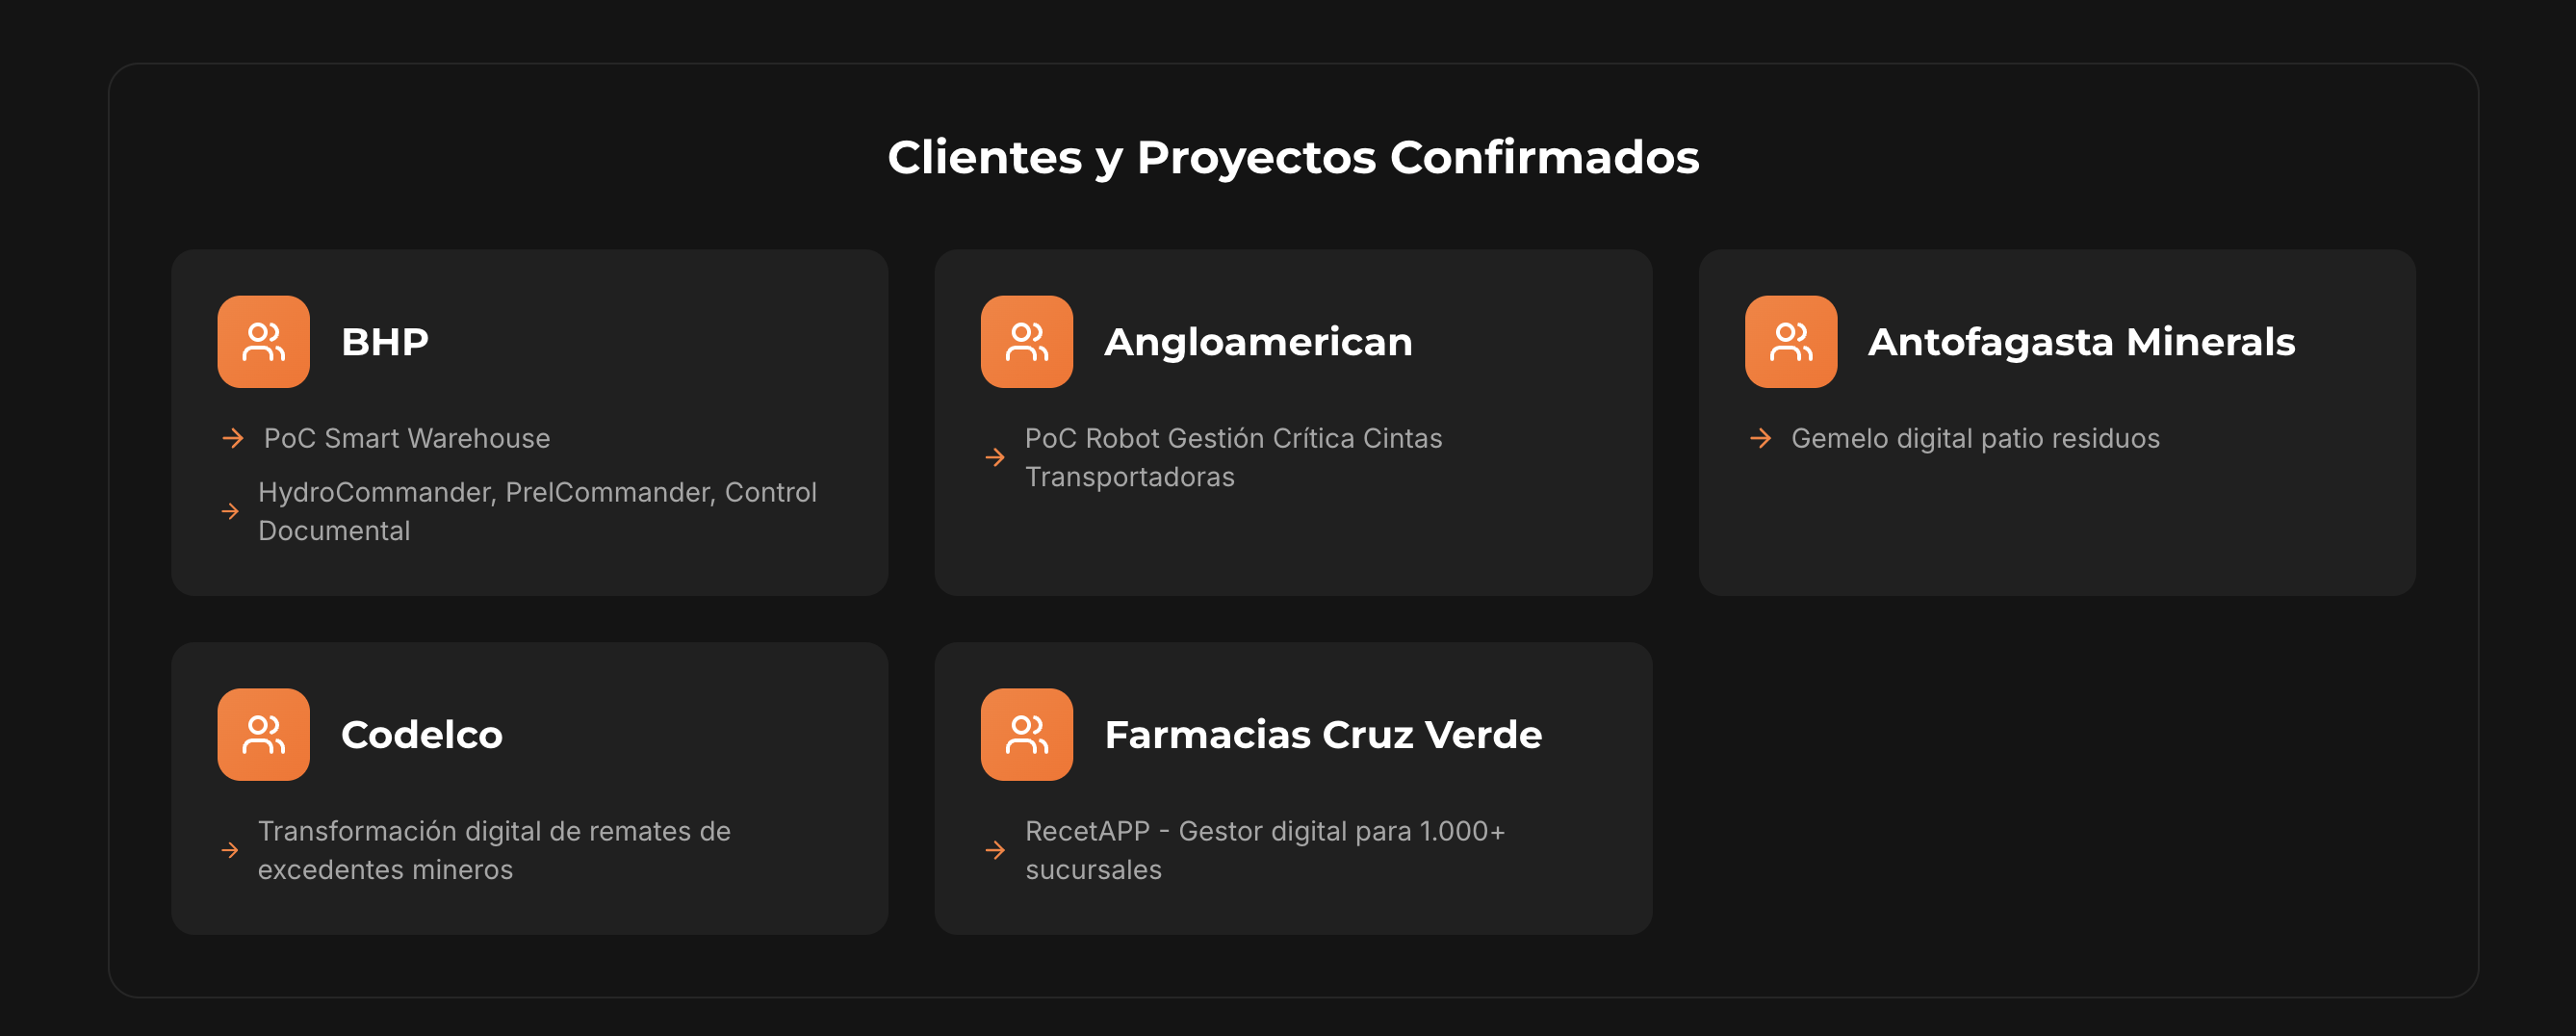 Clientes y Proyectos Confirmados
BHP
PoC Smart Warehouse
HydroCommander, PrelCommander, Control
Documental
Angloamerican
PoC Robot Gestión Crítica Cintas
Transportadoras
Antofagasta Minerals
Gemelo digital patio residuos
Codelco
Transformación digital de remates de
excedentes mineros
Farmacias Cruz Verde
RecetAPP - Gestor digital para 1.000+
sucursales